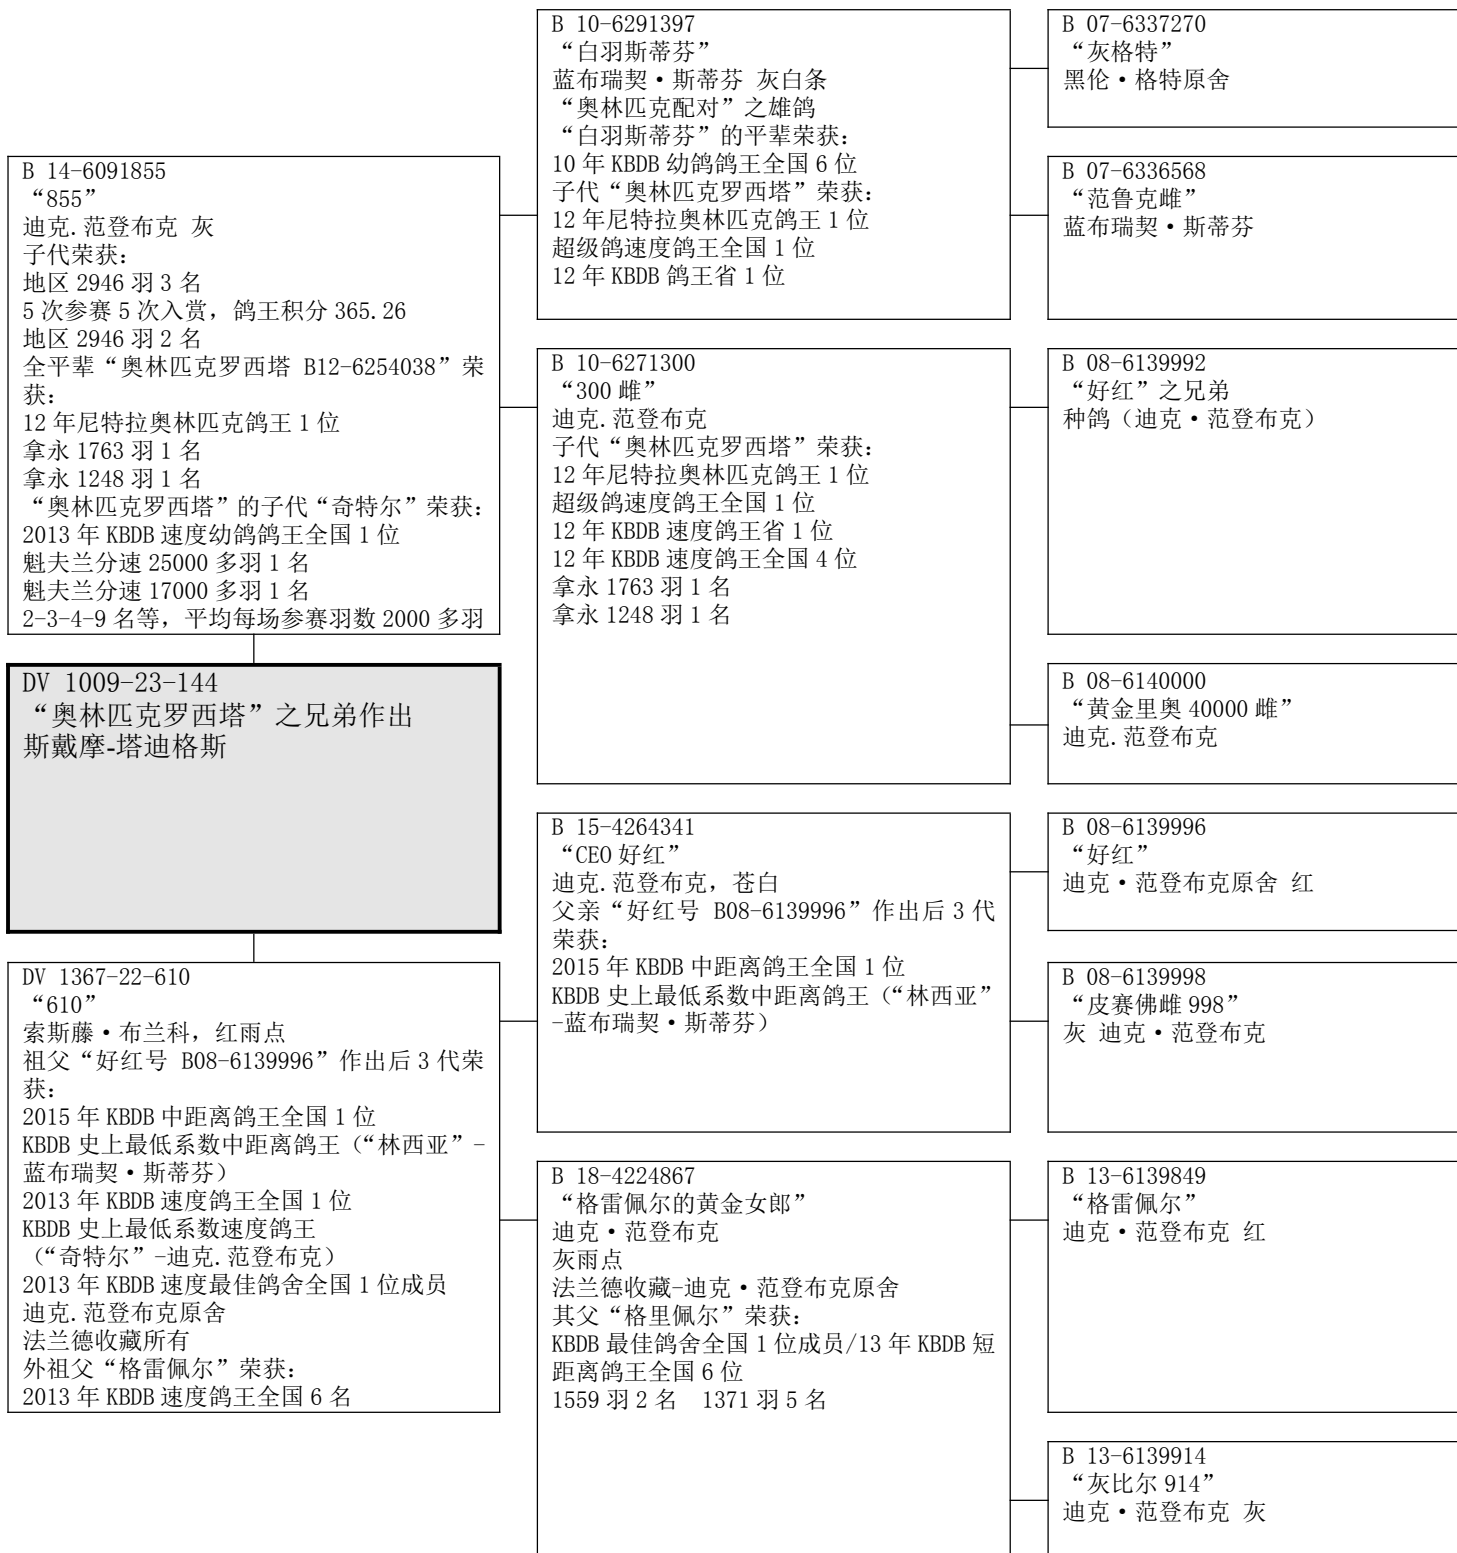 B 14-6091855
“855”
迪克.范登布克 灰
子代荣获：
地区 2946 羽 3 名
5 次参赛 5 次入赏，鸽王积分 365.26
地区 2946 羽 2 名
全平辈“奥林匹克罗西塔 B12-6254038”荣
获：
12 年尼特拉奥林匹克鸽王 1 位
拿永 1763 羽 1 名
拿永 1248 羽 1 名
“奥林匹克罗西塔”的子代“奇特尔”荣获：
2013 年 KBDB 速度幼鸽鸽王全国 1 位
魁夫兰分速 25000 多羽 1 名
魁夫兰分速 17000 多羽 1 名
2-3-4-9 名等，平均每场参赛羽数 2000 多羽
DV 1009-23-144
“奥林匹克罗西塔”之兄弟作出
斯戴摩-塔迪格斯
DV 1367-22-610
“610”
索斯藤·布兰科，红雨点
祖父“好红号 B08-6139996”作出后 3 代荣
获：
2015 年 KBDB 中距离鸽王全国 1 位
KBDB 史上最低系数中距离鸽王（“林西亚”-
蓝布瑞契·斯蒂芬）
2013 年 KBDB 速度鸽王全国 1 位
KBDB 史上最低系数速度鸽王
（“奇特尔”-迪克.范登布克）
2013 年 KBDB 速度最佳鸽舍全国 1 位成员
迪克.范登布克原舍
法兰德收藏所有
外祖父“格雷佩尔”荣获：
2013 年 KBDB 速度鸽王全国 6 名
B 10-6291397
“白羽斯蒂芬”
蓝布瑞契·斯蒂芬 灰白条
“奥林匹克配对”之雄鸽
“白羽斯蒂芬”的平辈荣获：
10 年 KBDB 幼鸽鸽王全国 6 位
子代“奥林匹克罗西塔”荣获：
12 年尼特拉奥林匹克鸽王 1 位
超级鸽速度鸽王全国 1 位
12 年 KBDB 鸽王省 1 位
B 10-6271300
“300 雌”
迪克.范登布克
子代“奥林匹克罗西塔”荣获：
12 年尼特拉奥林匹克鸽王 1 位
超级鸽速度鸽王全国 1 位
12 年 KBDB 速度鸽王省 1 位
12 年 KBDB 速度鸽王全国 4 位
拿永 1763 羽 1 名
拿永 1248 羽 1 名
B 15-4264341
“CEO 好红”
迪克.范登布克，苍白
父亲“好红号 B08-6139996”作出后 3 代
荣获：
2015 年 KBDB 中距离鸽王全国 1 位
KBDB 史上最低系数中距离鸽王（“林西亚”
-蓝布瑞契·斯蒂芬）
B 18-4224867
“格雷佩尔的黄金女郎”
迪克·范登布克
灰雨点
法兰德收藏-迪克·范登布克原舍
其父“格里佩尔”荣获：
KBDB 最佳鸽舍全国 1 位成员/13 年 KBDB 短
距离鸽王全国 6 位
1559 羽 2 名 1371 羽 5 名
B 07-6337270
“灰格特”
黑伦·格特原舍
B 07-6336568
“范鲁克雌”
蓝布瑞契·斯蒂芬
B 08-6139992
“好红”之兄弟
种鸽（迪克·范登布克）
B 08-6140000
“黄金里奥 40000 雌”
迪克.范登布克
B 08-6139996
“好红”
迪克·范登布克原舍 红
B 08-6139998
“皮赛佛雌 998”
灰 迪克·范登布克
B 13-6139849
“格雷佩尔”
迪克·范登布克 红
B 13-6139914
“灰比尔 914”
迪克·范登布克 灰